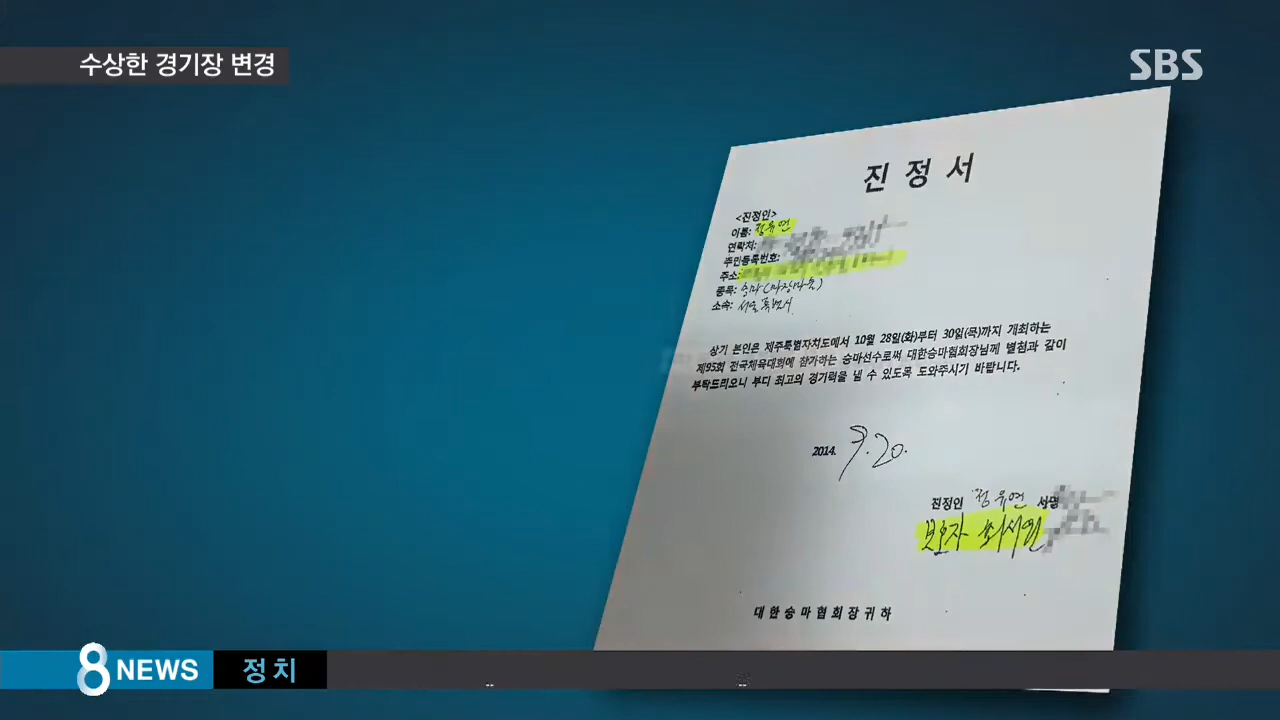 수상한 경기장 변경
SBS
진 정 서
<진정인>
이름: 정유연
연락처:
주민등록번호:
주소:
종목: 승마(마장마술)
소속: 서울특별시
상기 본인은 제주특별자치도에서 10월 28일(화)부터 30일(목)까지 개최하는
제95회 전국체육대회에 참가하는 승마선수로써 대한승마협회장님께 별첨과 같이
부탁드리오니 부디 최고의 경기력을 낼 수 있도록 도와주시기 바랍니다.
2014. 9. 20.
진정인 정유연 서명
보호자 최서원
대한승마협회장귀하
8 NEWS 정치